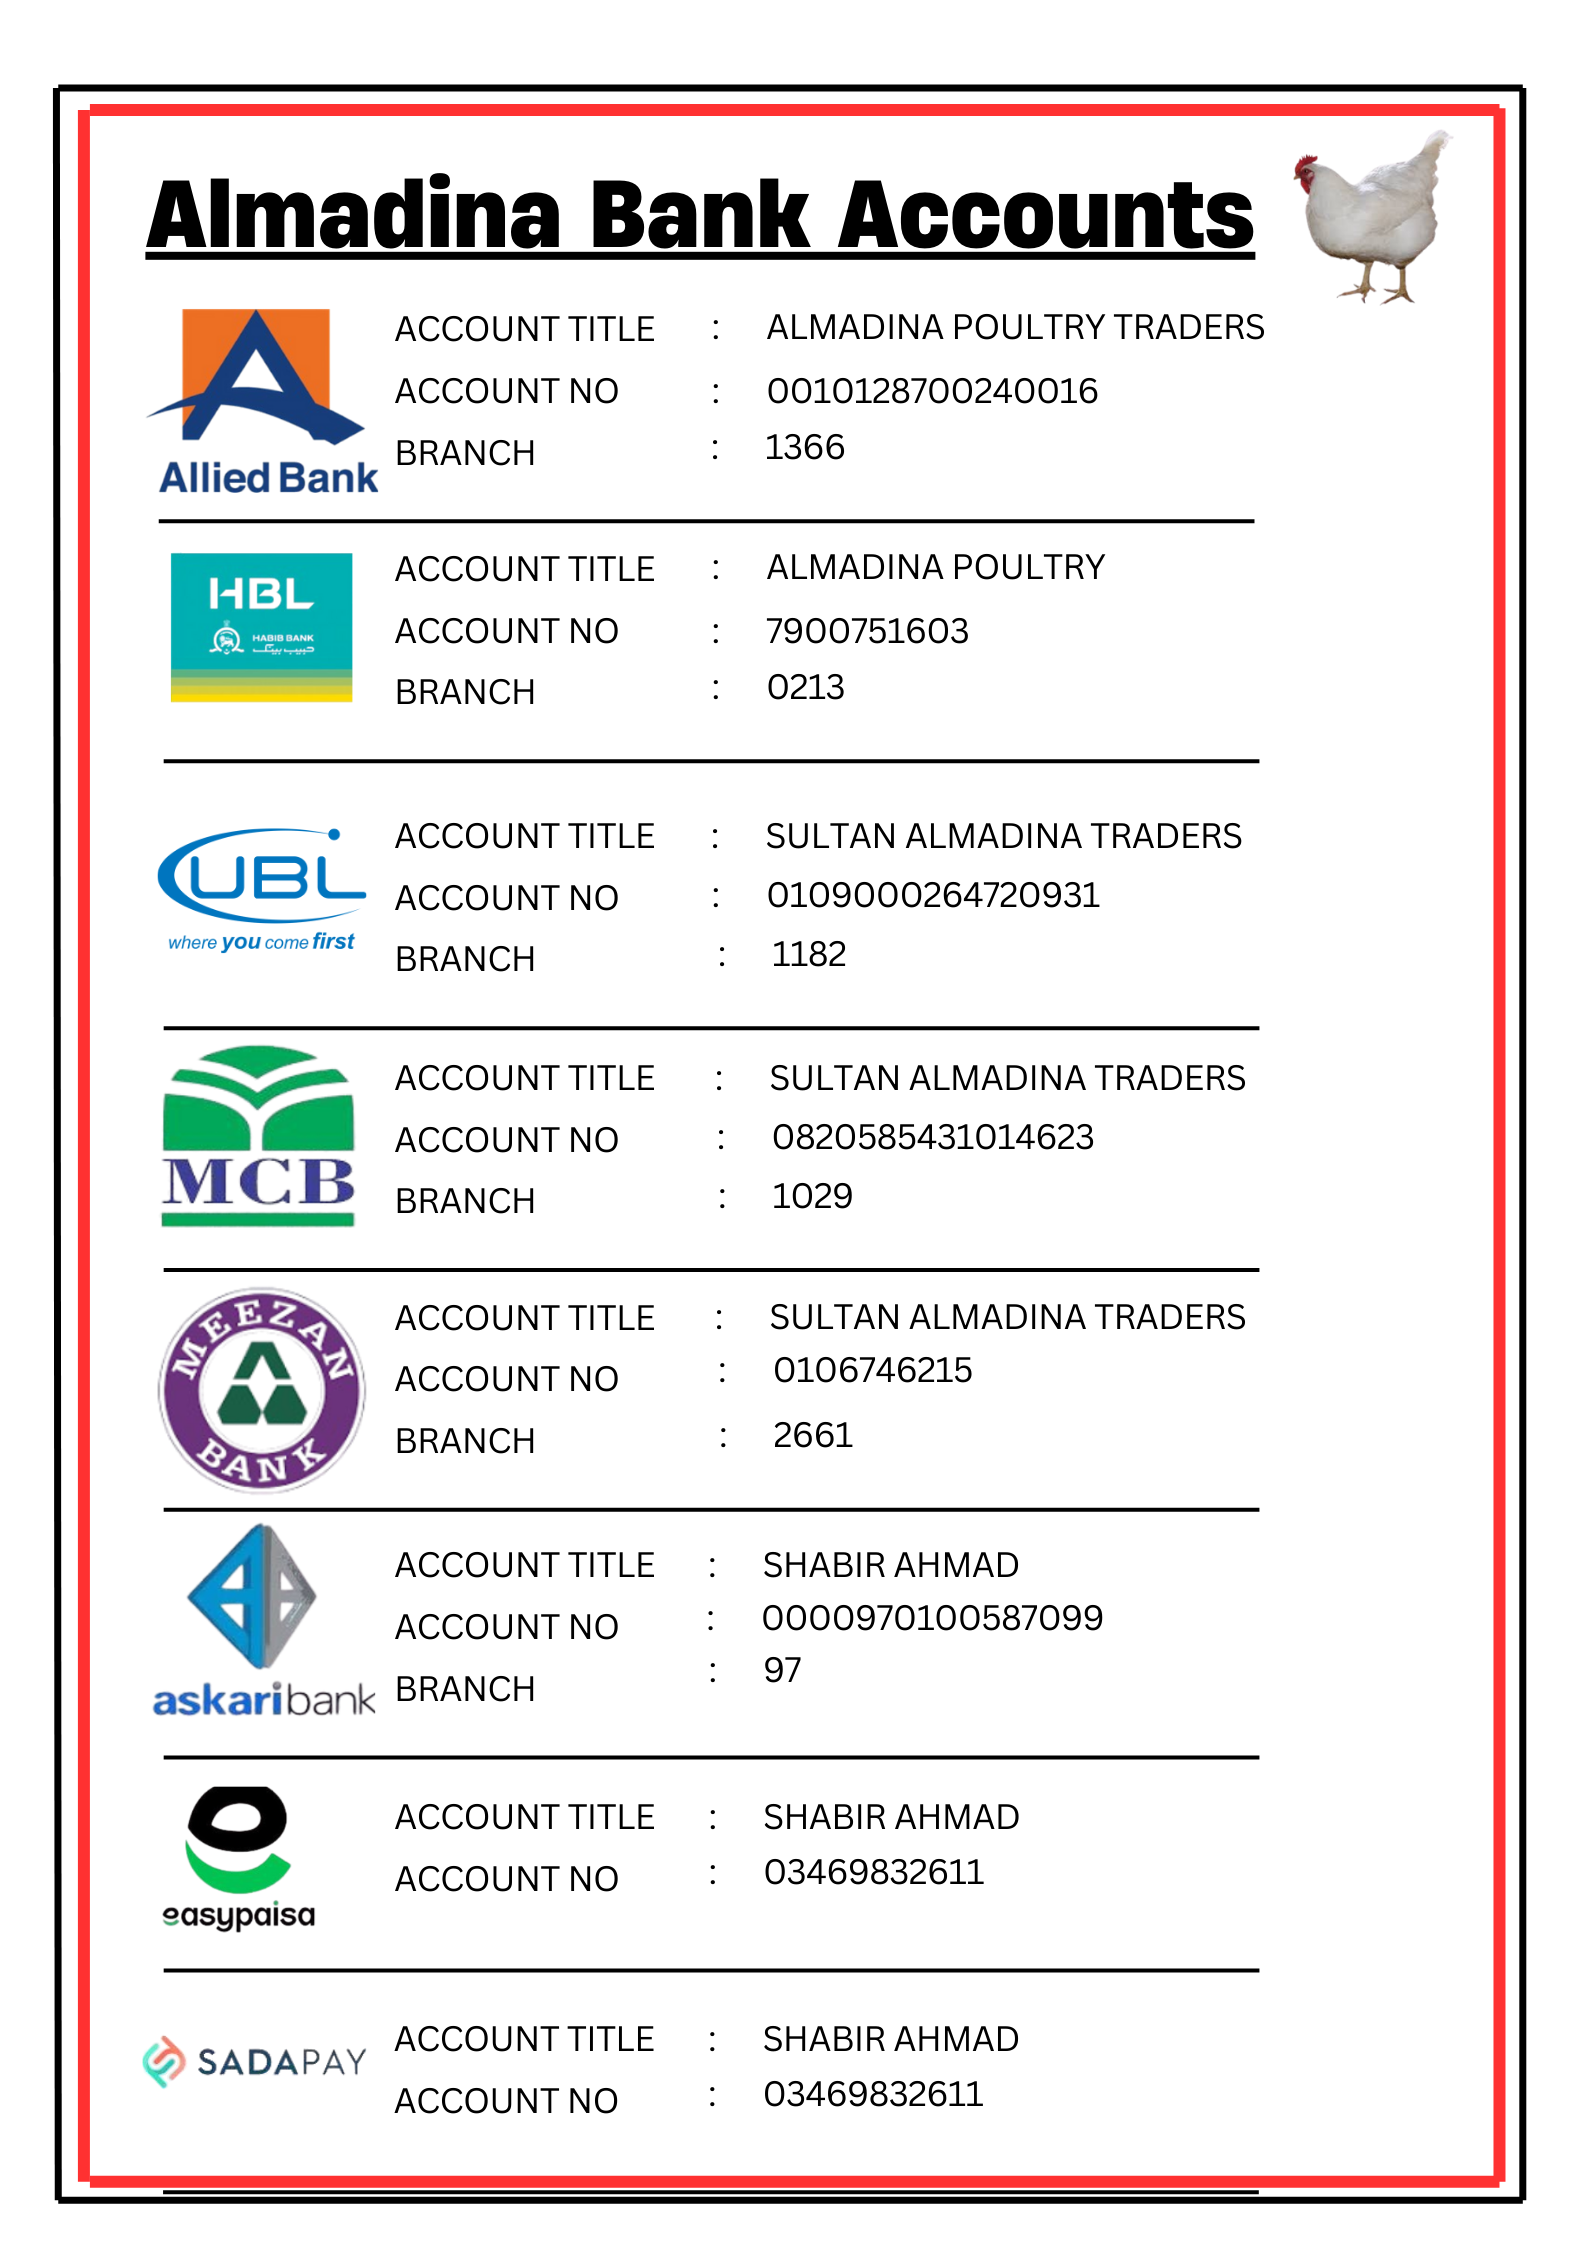 Almadina Bank Accounts
Allied Bank
ACCOUNT TITLE : ALMADINA POULTRY TRADERS
ACCOUNT NO : 0010128700240016
BRANCH : 1366
HBL
HABIB BANK
حبیب بینک
ACCOUNT TITLE : ALMADINA POULTRY
ACCOUNT NO : 7900751603
BRANCH : 0213
UBL
where you come first
ACCOUNT TITLE : SULTAN ALMADINA TRADERS
ACCOUNT NO : 0109000264720931
BRANCH : 1182
MCB
ACCOUNT TITLE : SULTAN ALMADINA TRADERS
ACCOUNT NO : 0820585431014623
BRANCH : 1029
MEEZAN BANK
ACCOUNT TITLE : SULTAN ALMADINA TRADERS
ACCOUNT NO : 0106746215
BRANCH : 2661
askaribank
ACCOUNT TITLE : SHABIR AHMAD
ACCOUNT NO : 0000970100587099
BRANCH : 97
easypaisa
ACCOUNT TITLE : SHABIR AHMAD
ACCOUNT NO : 03469832611
SADAPAY
ACCOUNT TITLE : SHABIR AHMAD
ACCOUNT NO : 03469832611